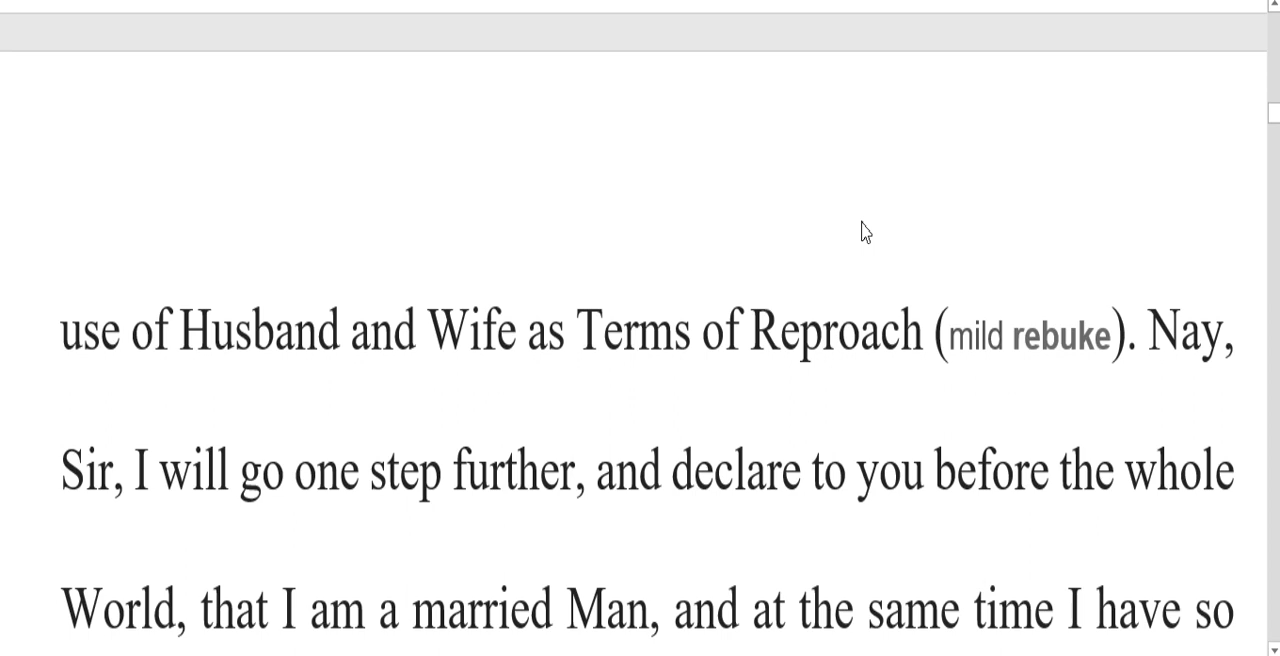 use of Husband and Wife as Terms of Reproach (mild rebuke). Nay,
Sir, I will go one step further, and declare to you before the whole
World, that I am a married Man, and at the same time I have so